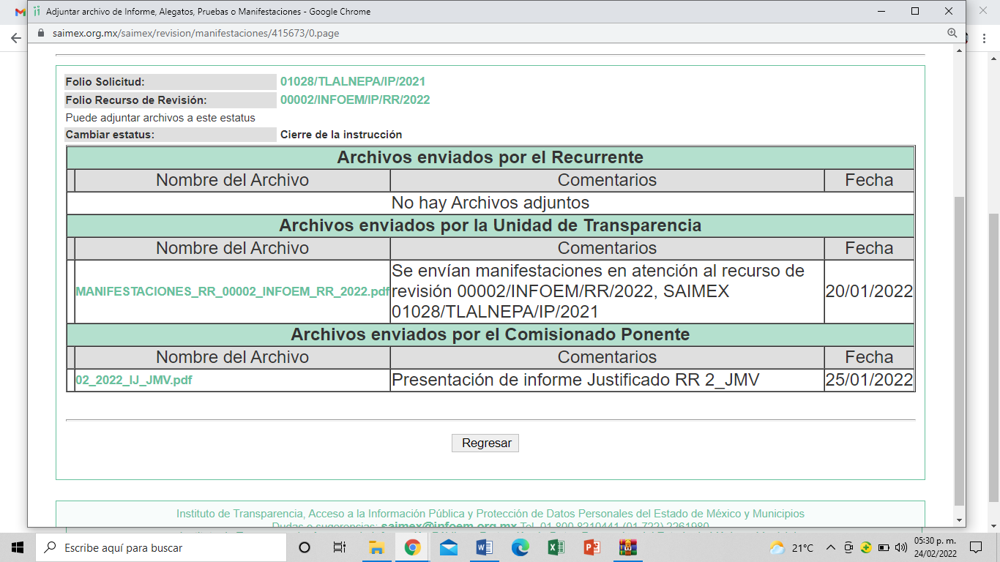 Adjuntar archivo de Informe, Alegatos, Pruebas o Manifestaciones - Google Chrome
saimex.org.mx/saimex/revision/manifestaciones/415673/0.page
Folio Solicitud: 01028/TLALNEPA/IP/2021
Folio Recurso de Revisión: 00002/INFOEM/IP/RR/2022
Puede adjuntar archivos a este estatus
Cambiar estatus: Cierre de la instrucción
Archivos enviados por el Recurrente
Nombre del Archivo Comentarios Fecha
No hay Archivos adjuntos
Archivos enviados por la Unidad de Transparencia
Nombre del Archivo Comentarios Fecha
MANIFESTACIONES_RR_00002_INFOEM_RR_2022.pdf
Se envían manifestaciones en atención al recurso de
revisión 00002/INFOEM/RR/2022, SAIMEX
01028/TLALNEPA/IP/2021
20/01/2022
Archivos enviados por el Comisionado Ponente
Nombre del Archivo Comentarios Fecha
02_2022_IJ_JMV.pdf Presentación de informe Justificado RR 2_JMV 25/01/2022
Regresar
Instituto de Transparencia, Acceso a la Información Pública y Protección de Datos Personales del Estado de México y Municipios
Dudas o sugerencias: saimex@infoem.org.mx Tel. 01 800 8210441 (01 722) 2261980
Escribe aquí para buscar
21°C
05:30 p. m.
24/02/2022